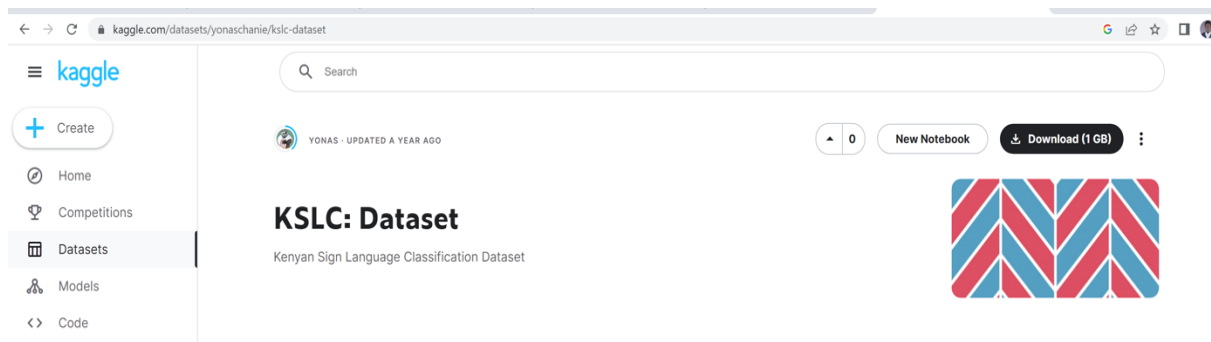 kaggle.com/datasets/yonaschanie/kslc-dataset
kaggle
Search
Create
YONAS · UPDATED A YEAR AGO
0
New Notebook
Download (1 GB)
Home
Competitions
KSLC: Dataset
Datasets
Kenyan Sign Language Classification Dataset
Models
Code